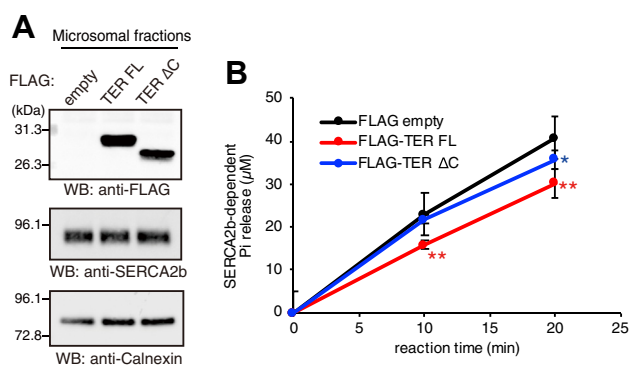 A
Microsomal fractions
FLAG:
empty
TER FL
TER ΔC
(kDa)
31.3
26.3
WB: anti-FLAG
96.1
WB: anti-SERCA2b
96.1
72.8
WB: anti-Calnexin
B
SERCA2b-dependent
Pi release (μM)
50
40
30
20
10
0
FLAG empty
FLAG-TER FL
FLAG-TER ΔC
**
*
**
0
5
10
15
20
25
reaction time (min)